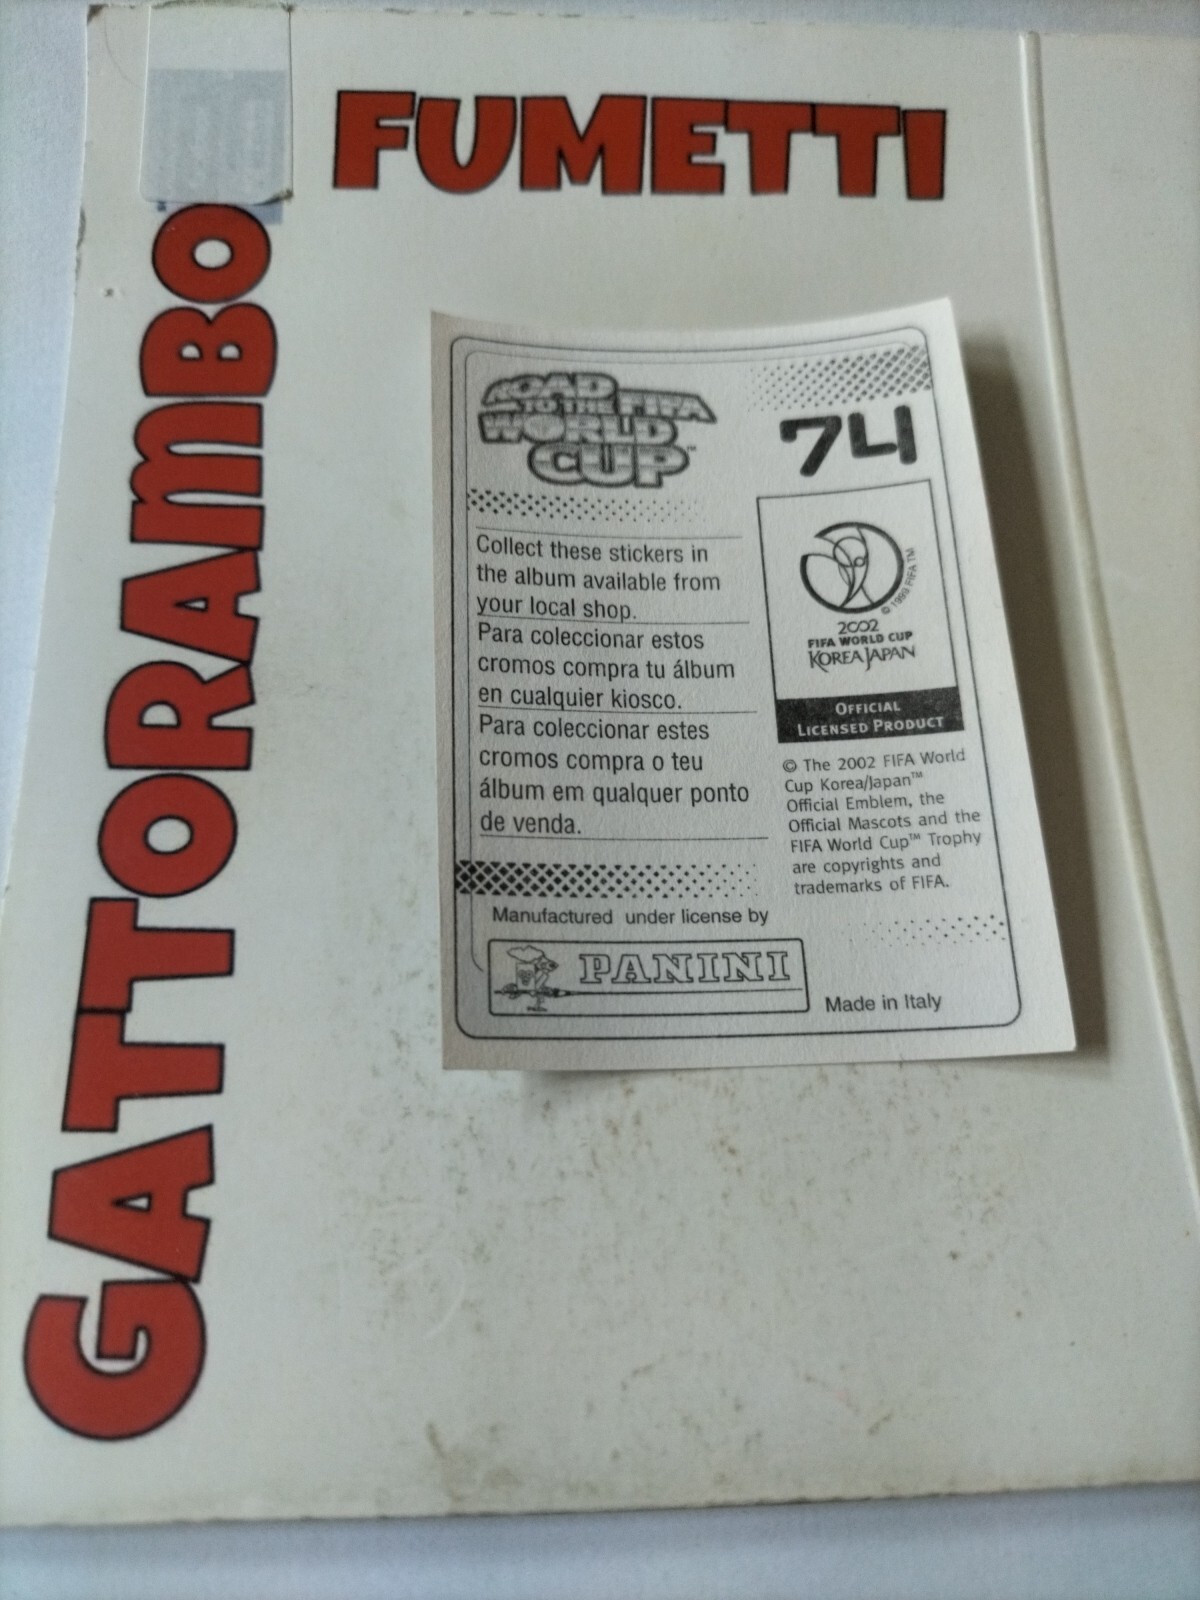 FUMETTI
GATTORAMBO
ROAD
TO THE FIFA
WORLD
CUP™
74
Collect these stickers in
the album available from
your local shop.
Para coleccionar estos
cromos compra tu álbum
en cualquier kiosco.
Para coleccionar estes
cromos compra o teu
álbum em qualquer ponto
de venda.
© 1999 FIFA TM
2002
FIFA WORLD CUP
KOREA JAPAN
OFFICIAL
LICENSED PRODUCT
© The 2002 FIFA World
Cup Korea/Japan™
Official Emblem, the
Official Mascots and the
FIFA World Cup™ Trophy
are copyrights and
trademarks of FIFA.
Manufactured under license by
PANINI
Made in Italy